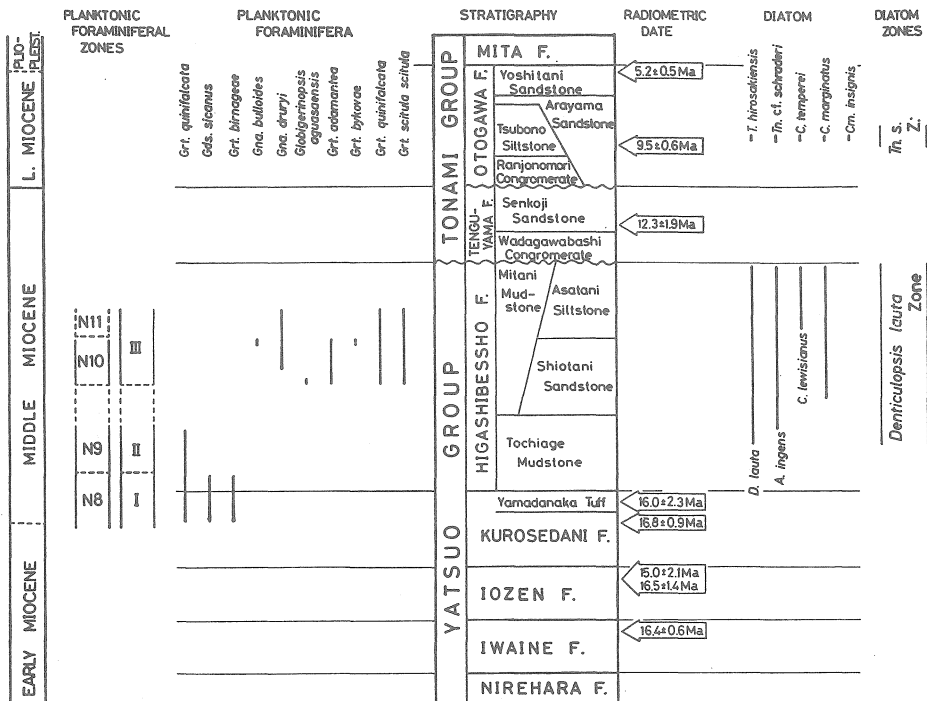 PLANKTONIC
FORAMINIFERAL
ZONES
PLANKTONIC
FORAMINIFERA
STRATIGRAPHY
RADIOMETRIC
DATE
DIATOM
DIATOM
ZONES
PLIO-
PLEIST.
L. MIOCENE
MIDDLE MIOCENE
EARLY MIOCENE
N11
N10
N9
N8
III
II
I
Grt. quinifalcata
Gds. sicanus
Grt. birnageae
Gna. bulloides
Gna. druryi
Globigerinopsis
aguasaensis
Grt. adamantea
Grt. bykovae
Grt. quinifalcata
Grt. scitula scitula
TONAMI GROUP
YATSUO GROUP
MITA F.
OTOGAWA F.
Yoshitani
Sandstone
Arayama
Sandstone
Tsubono
Siltstone
Ranjonomori
Congromerate
TENGU-
YAMA F.
Senkoji
Sandstone
Wadagawabashi
Congromerate
HIGASHIBESSHO F.
Mitani
Mud-
stone
Asatani
Siltstone
Shiotani
Sandstone
Tochiage
Mudstone
Yamadanaka Tuff
KUROSEDANI F.
IOZEN F.
IWAINE F.
NIREHARA F.
5.2±0.5Ma
9.5±0.6Ma
12.3±1.9Ma
16.0±2.3Ma
16.8±0.9Ma
15.0±2.1Ma
16.5±1.4Ma
16.4±0.6Ma
T. hirosakiensis
Th. cf. schraderi
C. temperei
C. marginatus
Cm. insignis
D. lauta
A. ingens
C. lewisianus
Th. s.
Z.
Denticulopsis lauta
Zone